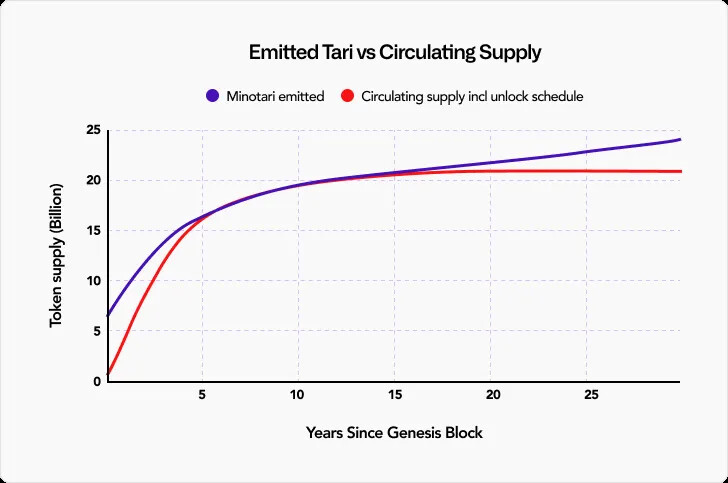 Emitted Tari vs Circulating Supply
Minotari emitted
Circulating supply incl unlock schedule
Token supply (Billion)
25
20
15
10
5
0
5
10
15
20
25
Years Since Genesis Block